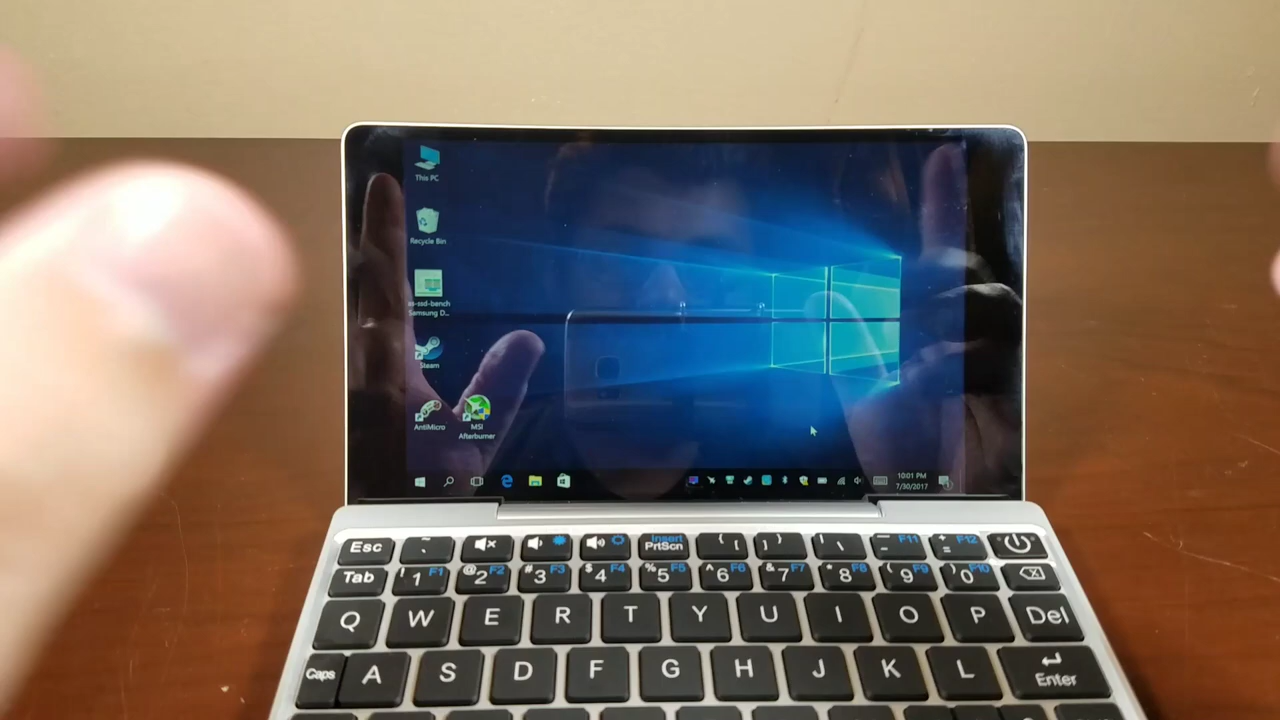 This PC
Recycle Bin
as-ssd-bench
Samsung D...
Steam
AntiMicro
MSI
Afterburner
10:01 PM
7/30/2017
Esc ~ ` Insert PrtScn { [ } ] | \ _ - F11 + = F12
Tab ! 1 F1 @ 2 F2 # 3 F3 $ 4 F4 % 5 F5 ^ 6 F6 & 7 F7 * 8 F8 ( 9 F9 ) 0 F10
Q W E R T Y U I O P Del
Caps A S D F G H J K L Enter